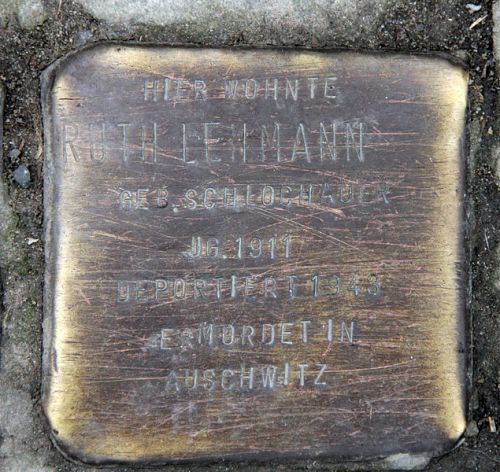 HIER WOHNTE
RUTH LEHMANN
GEB. SCHLOCHAUER
JG. 1911
DEPORTIERT 1943
ERMORDET IN
AUSCHWITZ